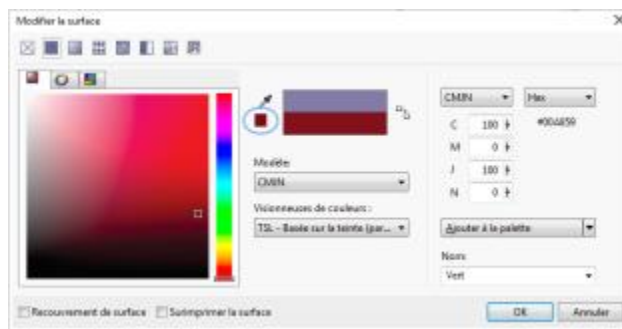 Modifier la surface
CMJN
Hex
C 100
#00A859
M 0
J 100
N 0
Modèle:
CMJN
Visionneuses de couleurs :
TSL - Basée sur la teinte (par...
Ajouter à la palette
Nom:
Vert
Recouvrement de surface
Surimprimer la surface
OK
Annuler